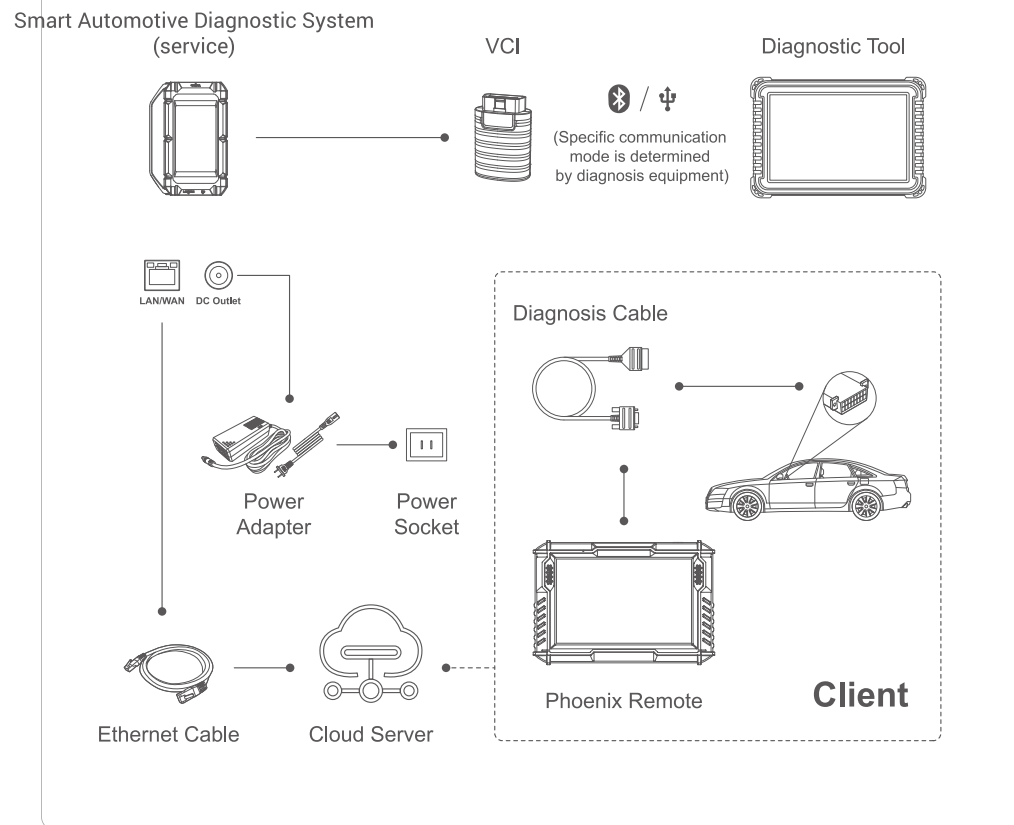 Smart Automotive Diagnostic System
(service)
VCI
Diagnostic Tool
/
(Specific communication
mode is determined
by diagnosis equipment)
LAN/WAN
DC Outlet
Diagnosis Cable
Power
Adapter
Power
Socket
Phoenix Remote
Client
Ethernet Cable
Cloud Server